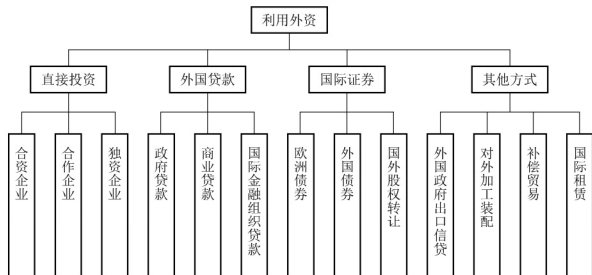 利用外资
直接投资
外国贷款
国际证券
其他方式
合资企业
合作企业
独资企业
政府贷款
商业贷款
国际金融组织贷款
欧洲债券
外国债券
国外股权转让
外国政府出口信贷
对外加工装配
补偿贸易
国际租赁